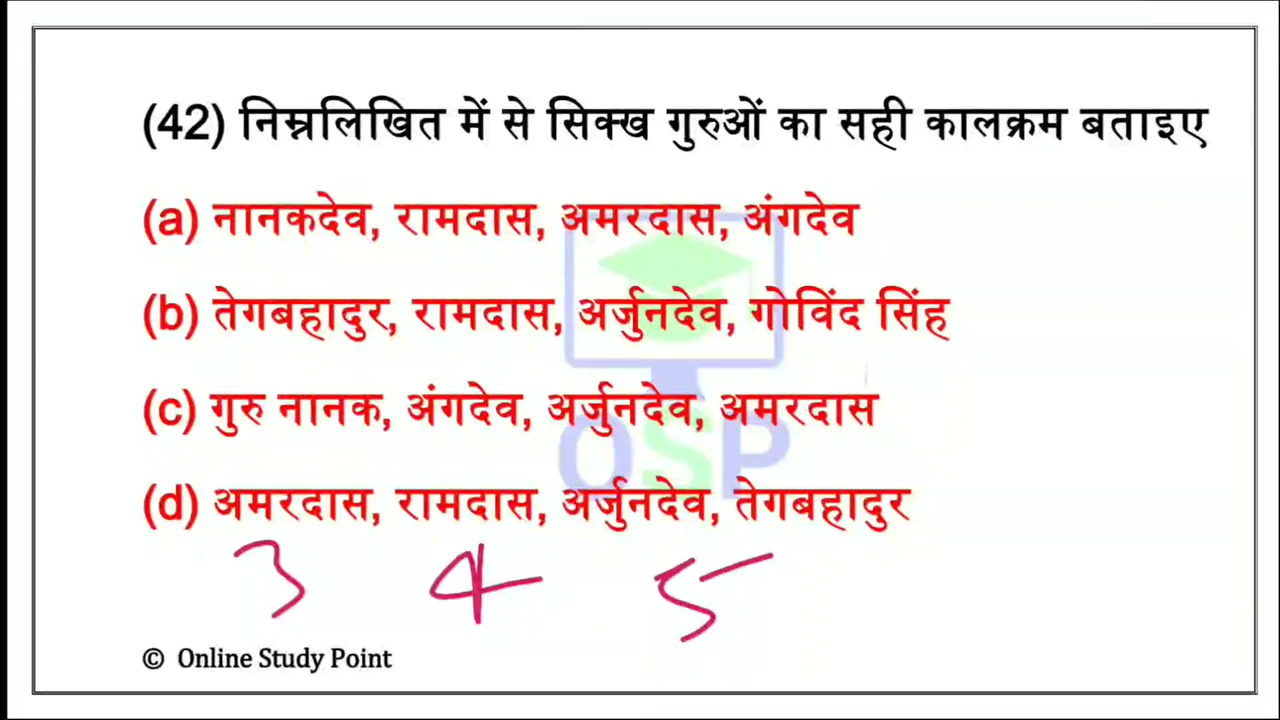 (42) निम्नलिखित में से सिक्ख गुरुओं का सही कालक्रम बताइए
(a) नानकदेव, रामदास, अमरदास, अंगदेव
(b) तेगबहादुर, रामदास, अर्जुनदेव, गोविंद सिंह
(c) गुरु नानक, अंगदेव, अर्जुनदेव, अमरदास
OSP
(d) अमरदास, रामदास, अर्जुनदेव, तेगबहादुर
3 4 5
© Online Study Point